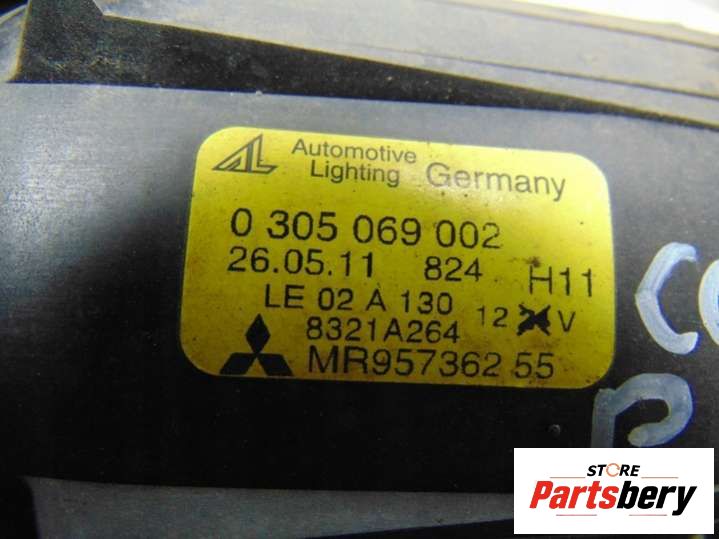 AL Automotive
Lighting Germany
0 305 069 002
26.05.11 824 H11
LE 02 A 130 12 V
8321A264
MR957362 55
STORE
Partsbery